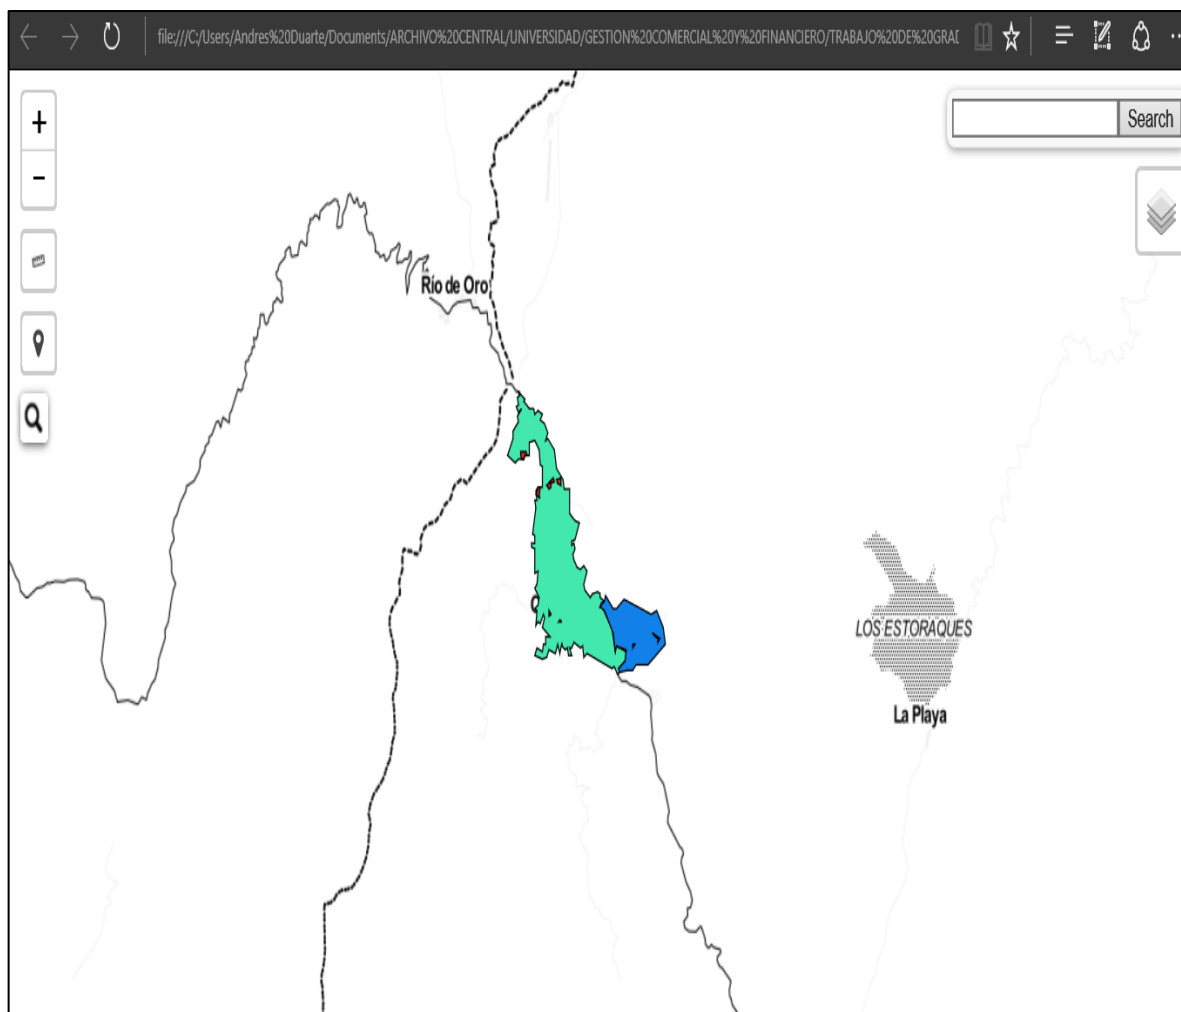 file:///C:/Users/Andres%20Duarte/Documents/ARCHIVO%20CENTRAL/UNIVERSIDAD/GESTION%20COMERCIAL%20Y%20FINANCIERO/TRABAJO%20DE%20GRAD
+
Search
−
Río de Oro
LOS ESTORAQUES
La Playa